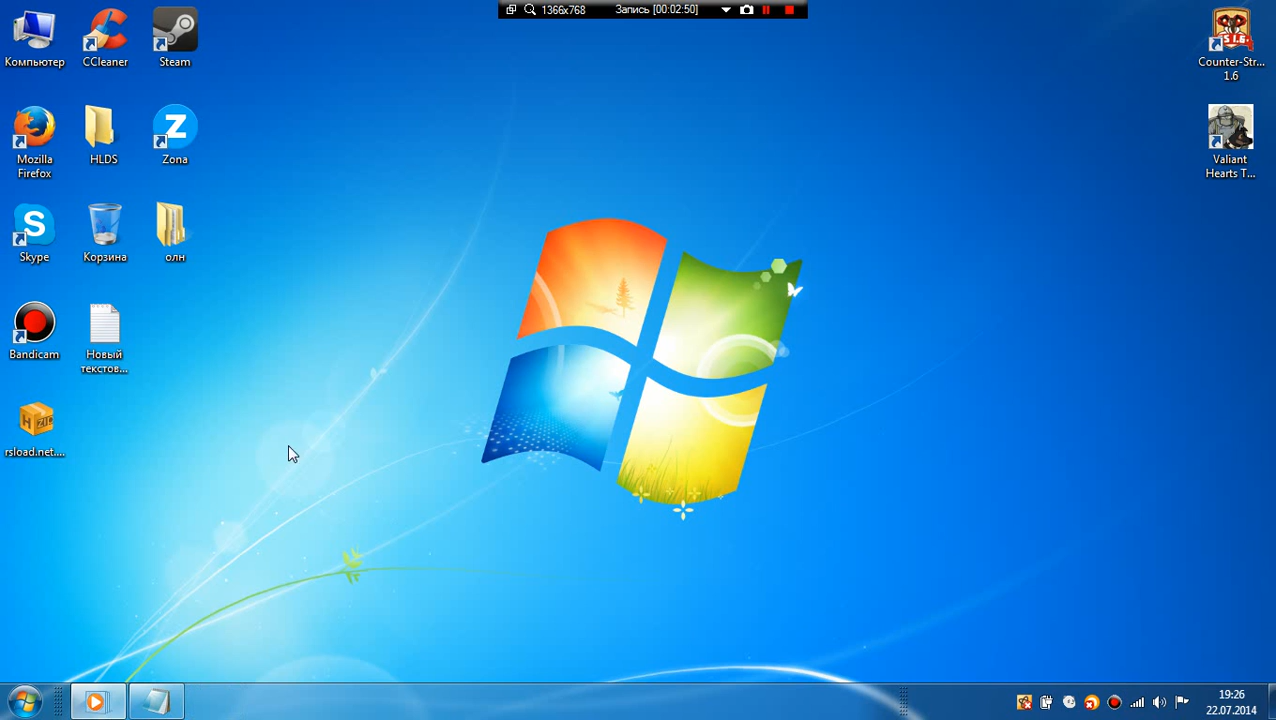 1366x768 Запись [00:02:50]
Компьютер
CCleaner
Steam
Mozilla
Firefox
HLDS
Z
Zona
S
Skype
Корзина
олн
Bandicam
Новый
текстов...
H ZIP
rsload.net....
S.I.G.
Counter-Str...
1.6
Valiant
Hearts T...
19:26
22.07.2014